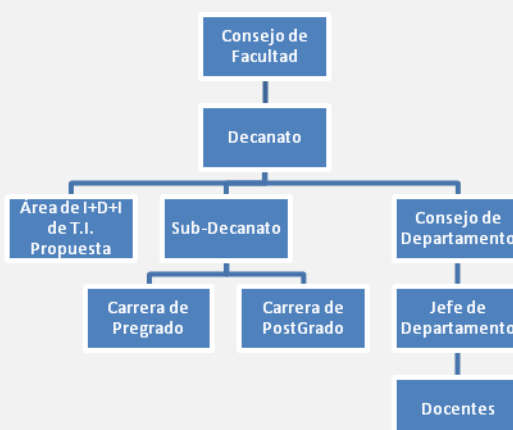 Consejo de
Facultad
Decanato
Área de I+D+I
de T.I.
Propuesta
Sub-Decanato
Consejo de
Departamento
Carrera de
Pregrado
Carrera de
PostGrado
Jefe de
Departamento
Docentes